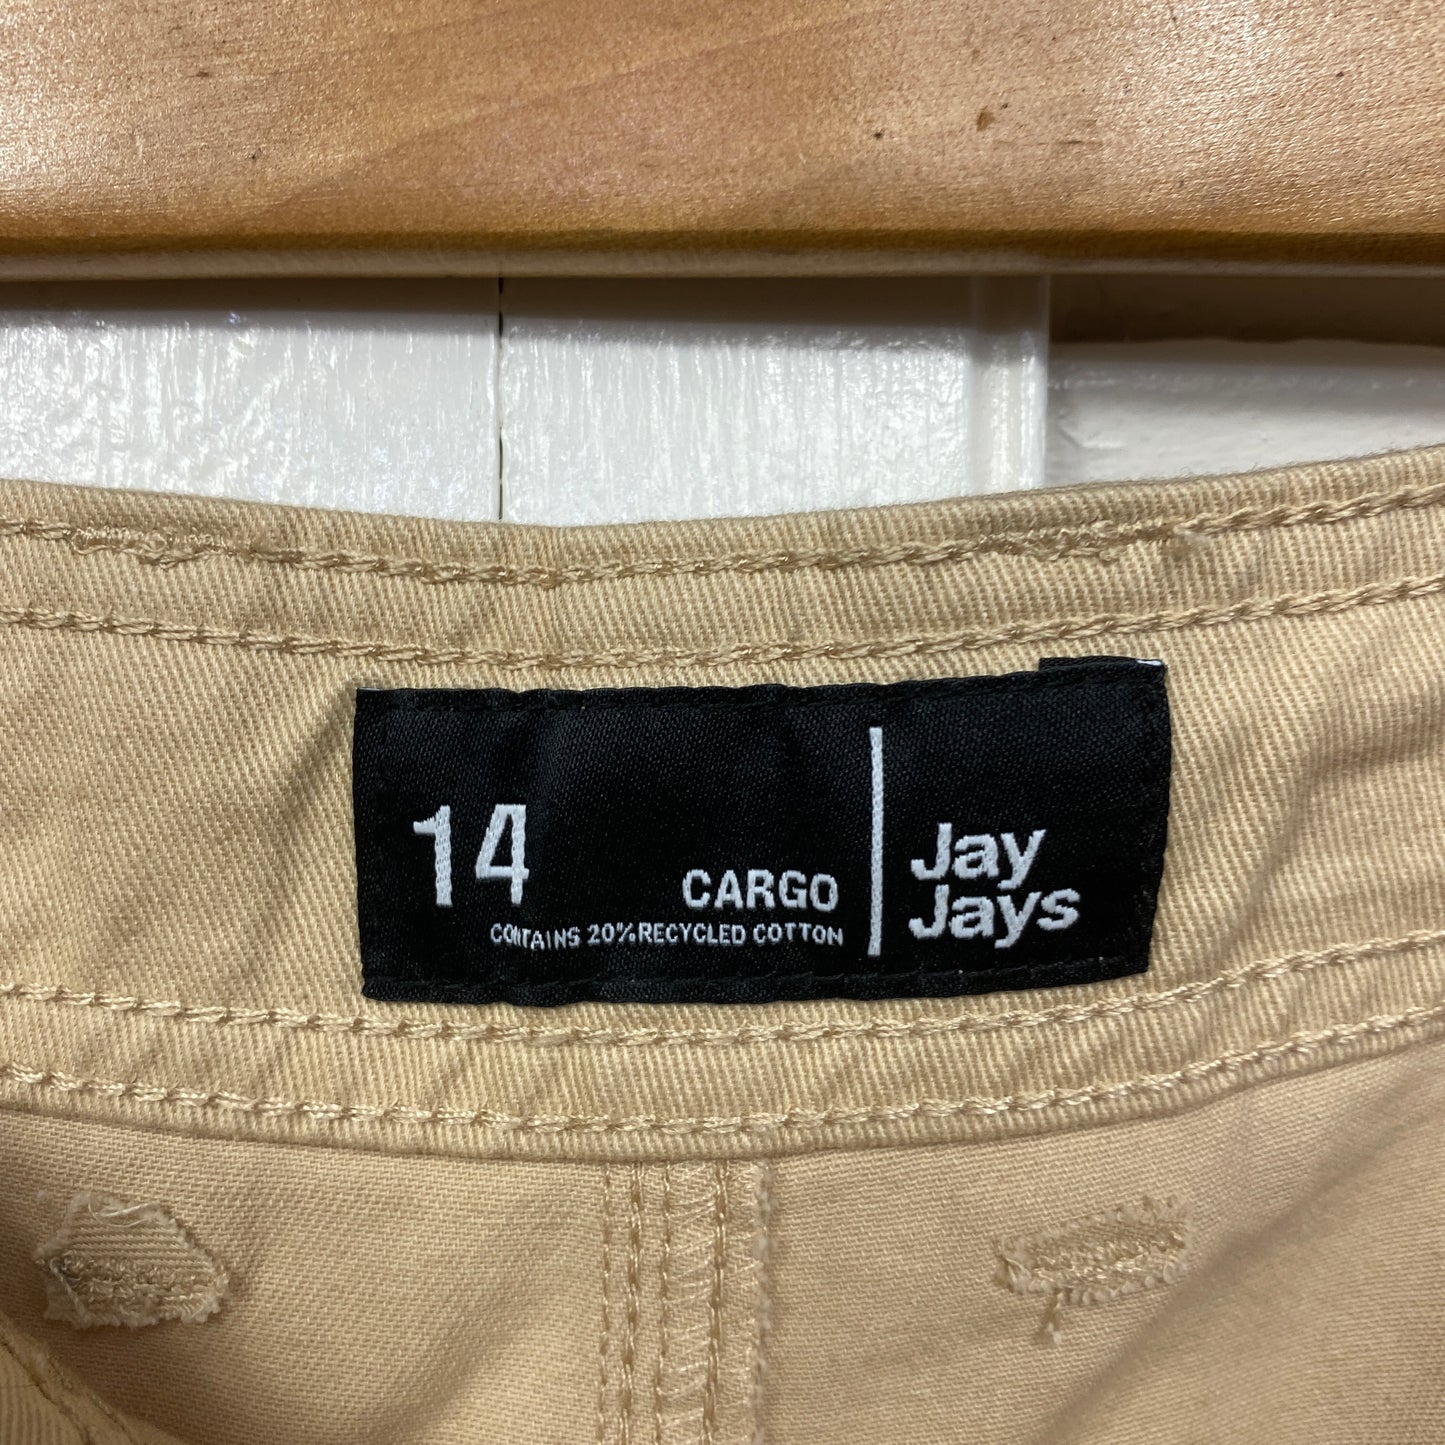 14
CARGO
CONTAINS 20% RECYCLED COTTON
Jay
Jays